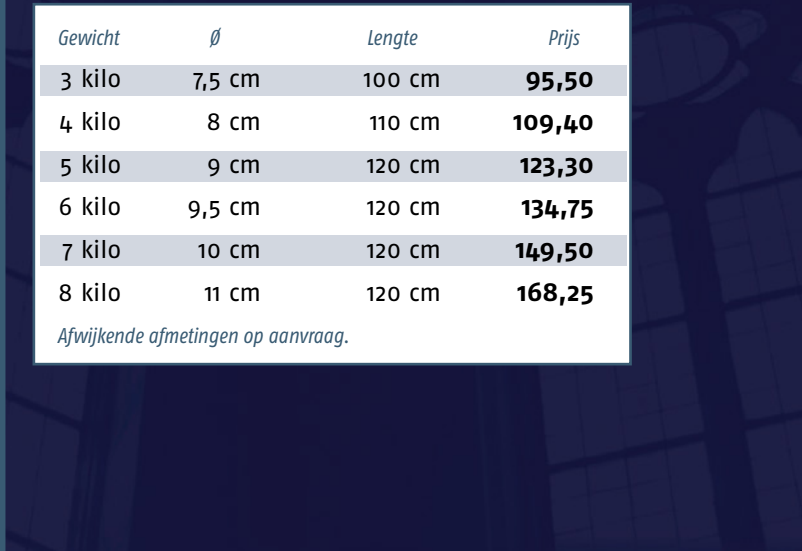 Gewicht Ø Lengte Prijs
3 kilo 7,5 cm 100 cm 95,50
4 kilo 8 cm 110 cm 109,40
5 kilo 9 cm 120 cm 123,30
6 kilo 9,5 cm 120 cm 134,75
7 kilo 10 cm 120 cm 149,50
8 kilo 11 cm 120 cm 168,25
Afwijkende afmetingen op aanvraag.